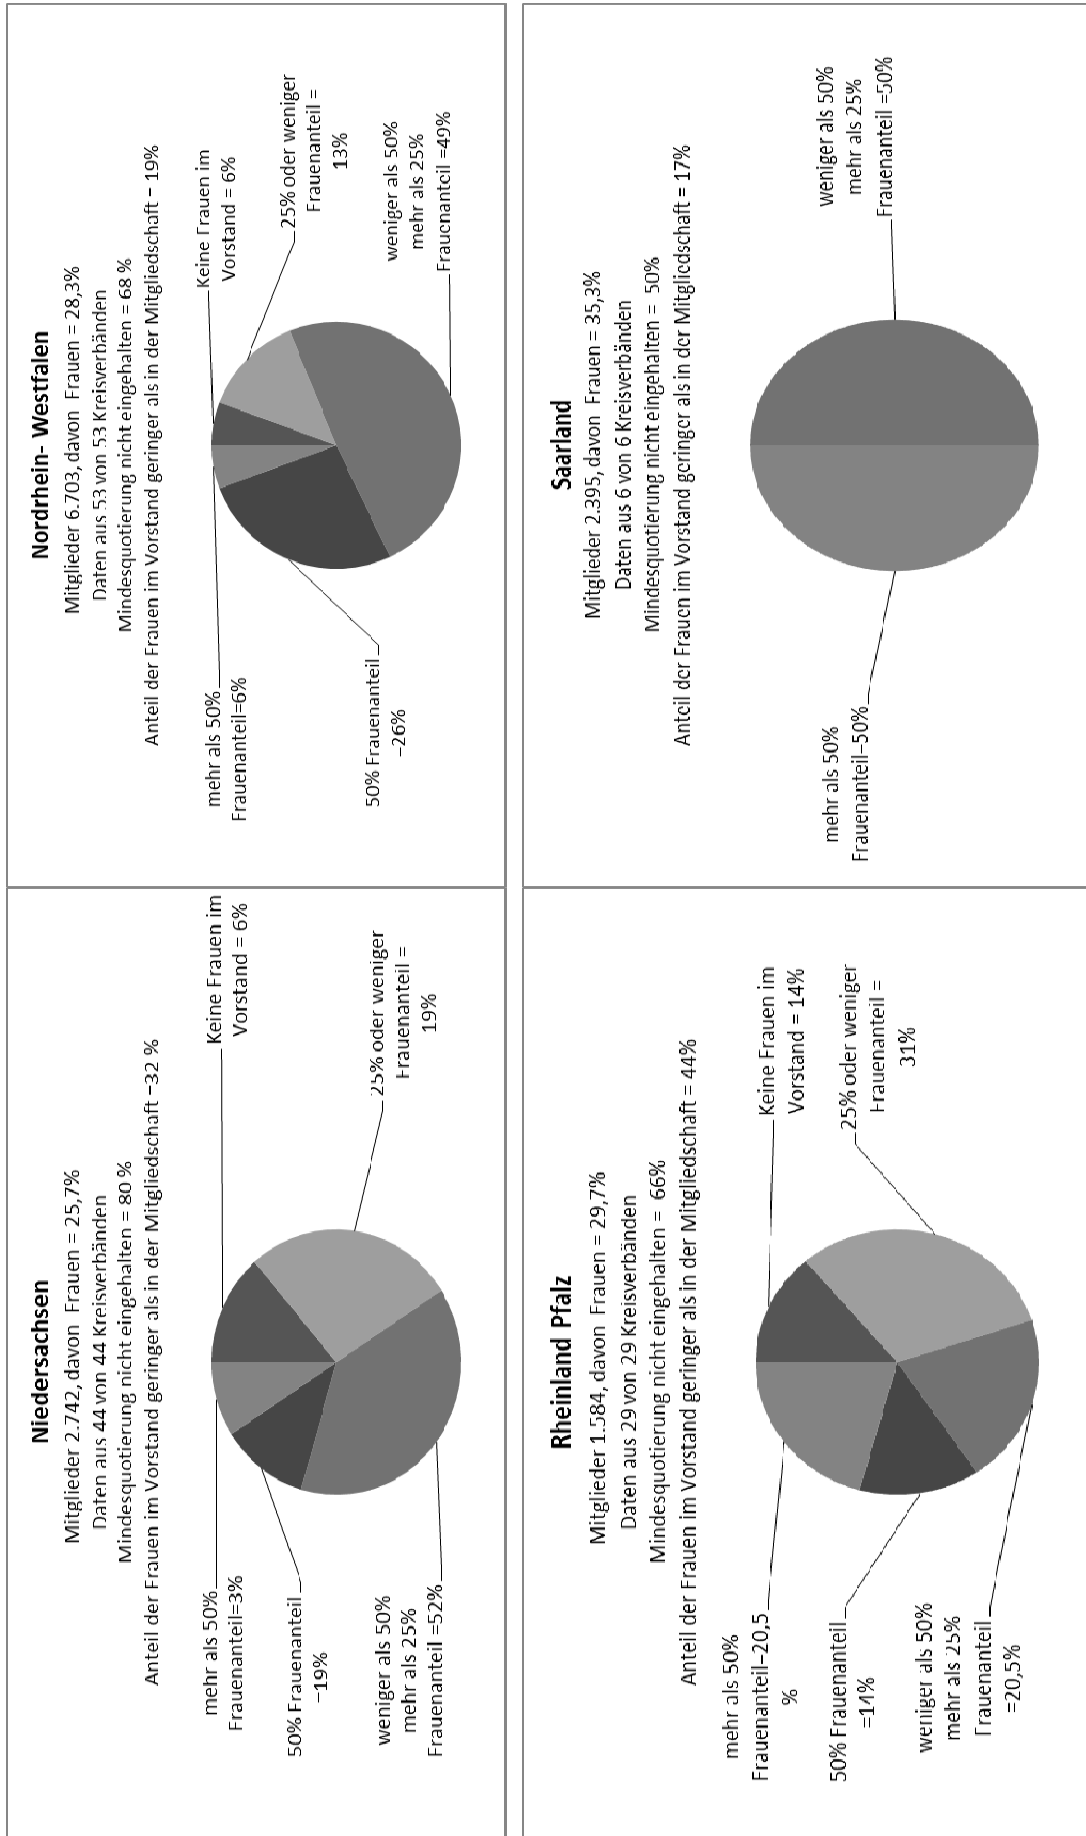 Niedersachsen
Mitglieder 2.742, davon Frauen = 25,7%
Daten aus 44 von 44 Kreisverbänden
Mindesquotierung nicht eingehalten = 80 %
Anteil der Frauen im Vorstand geringer als in der Mitgliedschaft =32 %
mehr als 50%
Frauenanteil=3%
Keine Frauen im
Vorstand = 6%
50% Frauenanteil
=19%
25% oder weniger
Frauenanteil =
19%
weniger als 50%
mehr als 25%
Frauenanteil =52%
Nordrhein- Westfalen
Mitglieder 6.703, davon Frauen = 28,3%
Daten aus 53 von 53 Kreisverbänden
Mindesquotierung nicht eingehalten = 68 %
Anteil der Frauen im Vorstand geringer als in der Mitgliedschaft = 19%
mehr als 50%
Frauenanteil=6%
Keine Frauen im
Vorstand = 6%
25% oder weniger
Frauenanteil =
13%
50% Frauenanteil
=26%
weniger als 50%
mehr als 25%
Frauenanteil =49%
Rheinland Pfalz
Mitglieder 1.584, davon Frauen = 29,7%
Daten aus 29 von 29 Kreisverbänden
Mindesquotierung nicht eingehalten = 66%
Anteil der Frauen im Vorstand geringer als in der Mitgliedschaft = 44%
mehr als 50%
Frauenanteil=20,5
%
Keine Frauen im
Vorstand = 14%
50% Frauenanteil
=14%
25% oder weniger
Frauenanteil =
31%
weniger als 50%
mehr als 25%
Frauenanteil
=20,5%
Saarland
Mitglieder 2.395, davon Frauen = 35,3%
Daten aus 6 von 6 Kreisverbänden
Mindesquotierung nicht eingehalten = 50%
Anteil der Frauen im Vorstand geringer als in der Mitgliedschaft = 17%
mehr als 50%
Frauenanteil=50%
weniger als 50%
mehr als 25%
Frauenanteil =50%